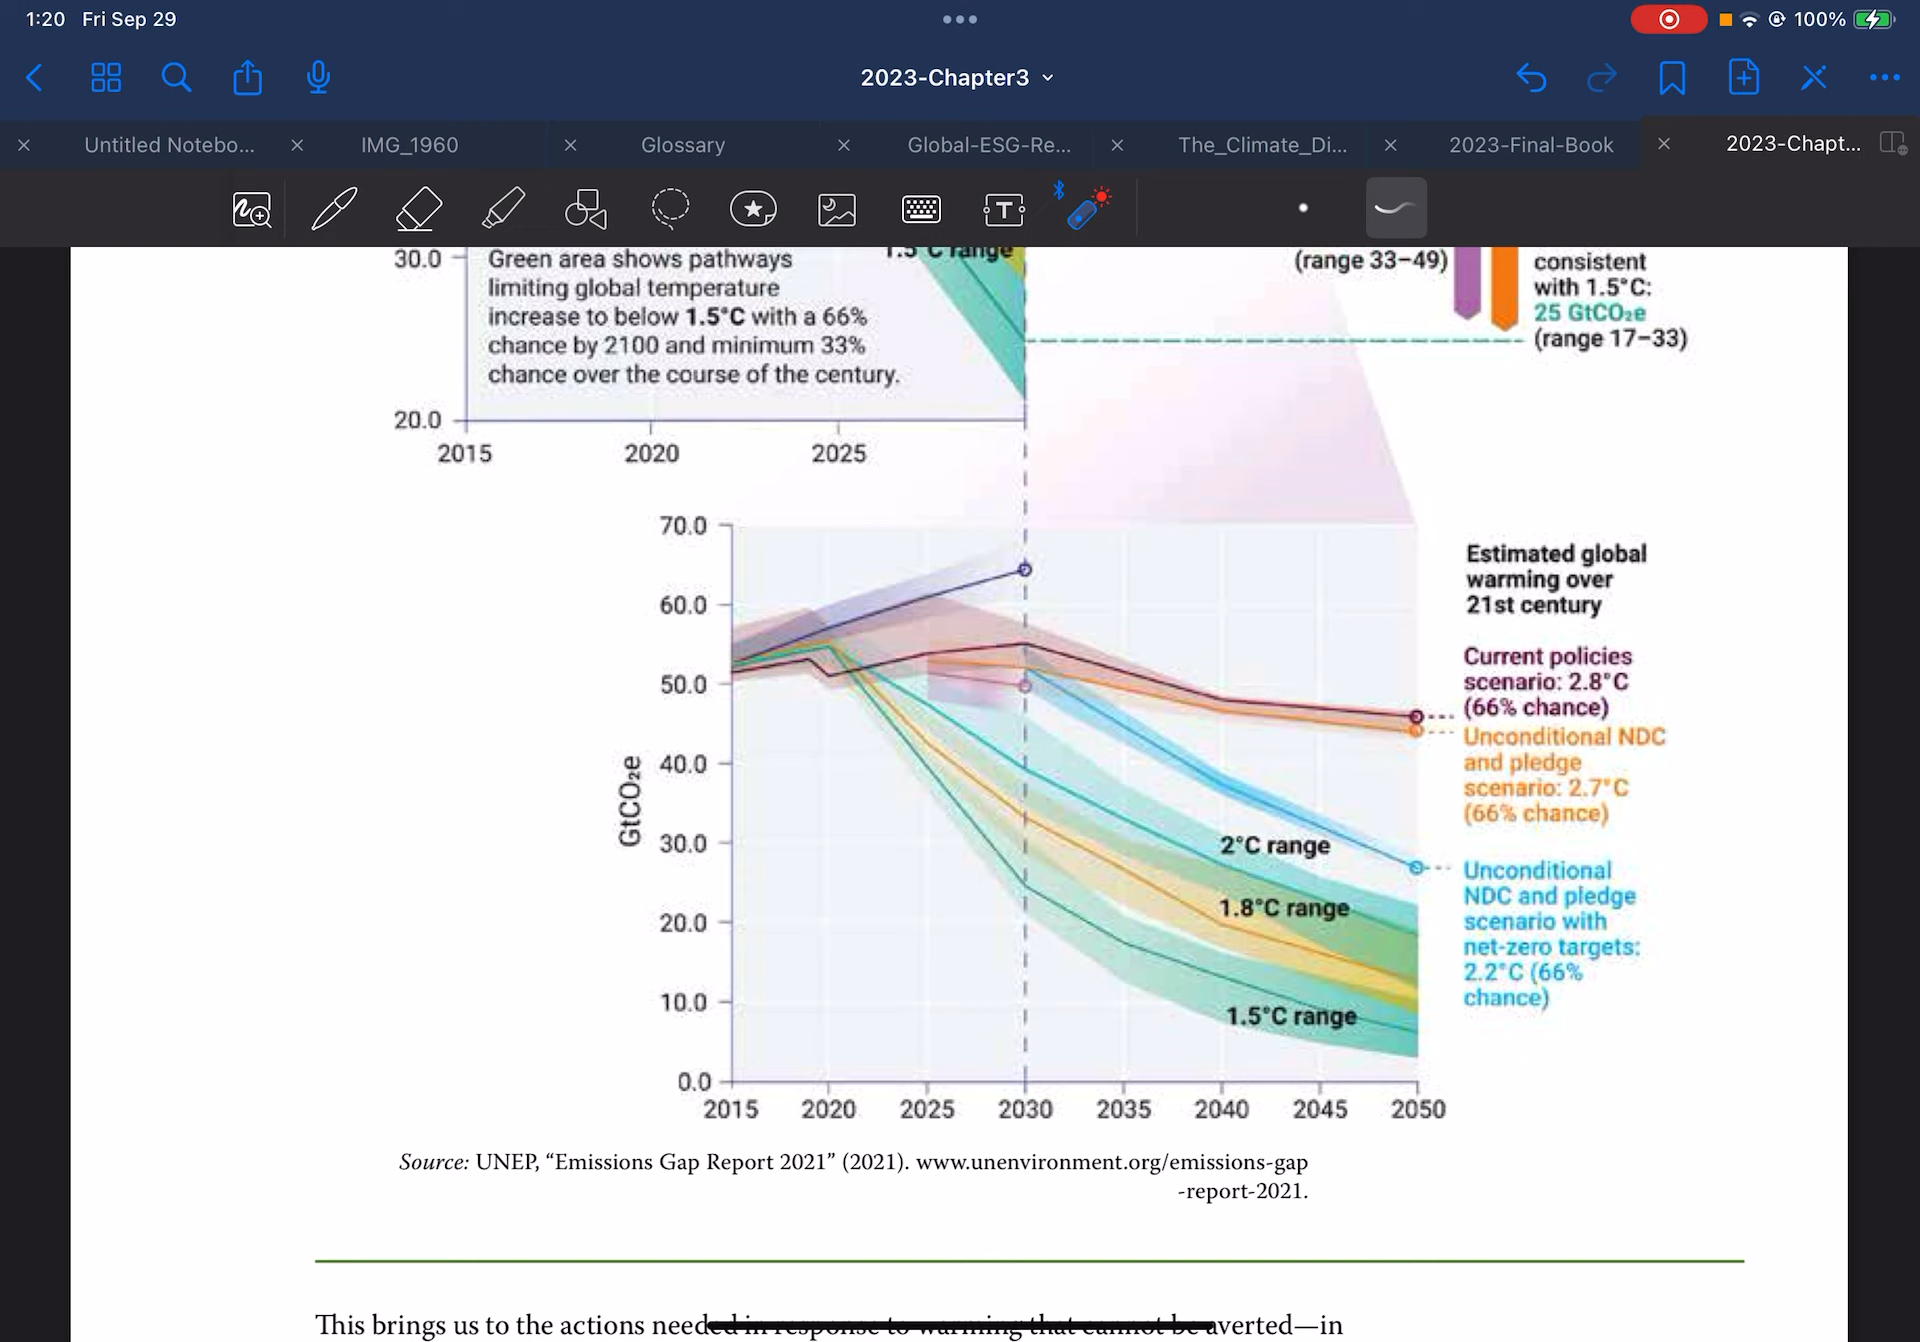 1:20 Fri Sep 29
100%
2023-Chapter3
Untitled Notebo...
IMG_1960
Glossary
Global-ESG-Re...
The_Climate_Di...
2023-Final-Book
2023-Chapt...
T
30.0
Green area shows pathways
limiting global temperature
increase to below 1.5°C with a 66%
chance by 2100 and minimum 33%
chance over the course of the century.
1.5°C range
(range 33–49)
consistent
with 1.5°C:
25 GtCO₂e
(range 17–33)
20.0
2015 2020 2025
70.0
60.0
50.0
40.0
30.0
20.0
10.0
0.0
GtCO₂e
2015 2020 2025 2030 2035 2040 2045 2050
2°C range
1.8°C range
1.5°C range
Estimated global
warming over
21st century
Current policies
scenario: 2.8°C
(66% chance)
Unconditional NDC
and pledge
scenario: 2.7°C
(66% chance)
Unconditional
NDC and pledge
scenario with
net-zero targets:
2.2°C (66%
chance)
Source: UNEP, “Emissions Gap Report 2021” (2021). www.unenvironment.org/emissions-gap
-report-2021.
This brings us to the actions needed in response to warming that cannot be averted—in